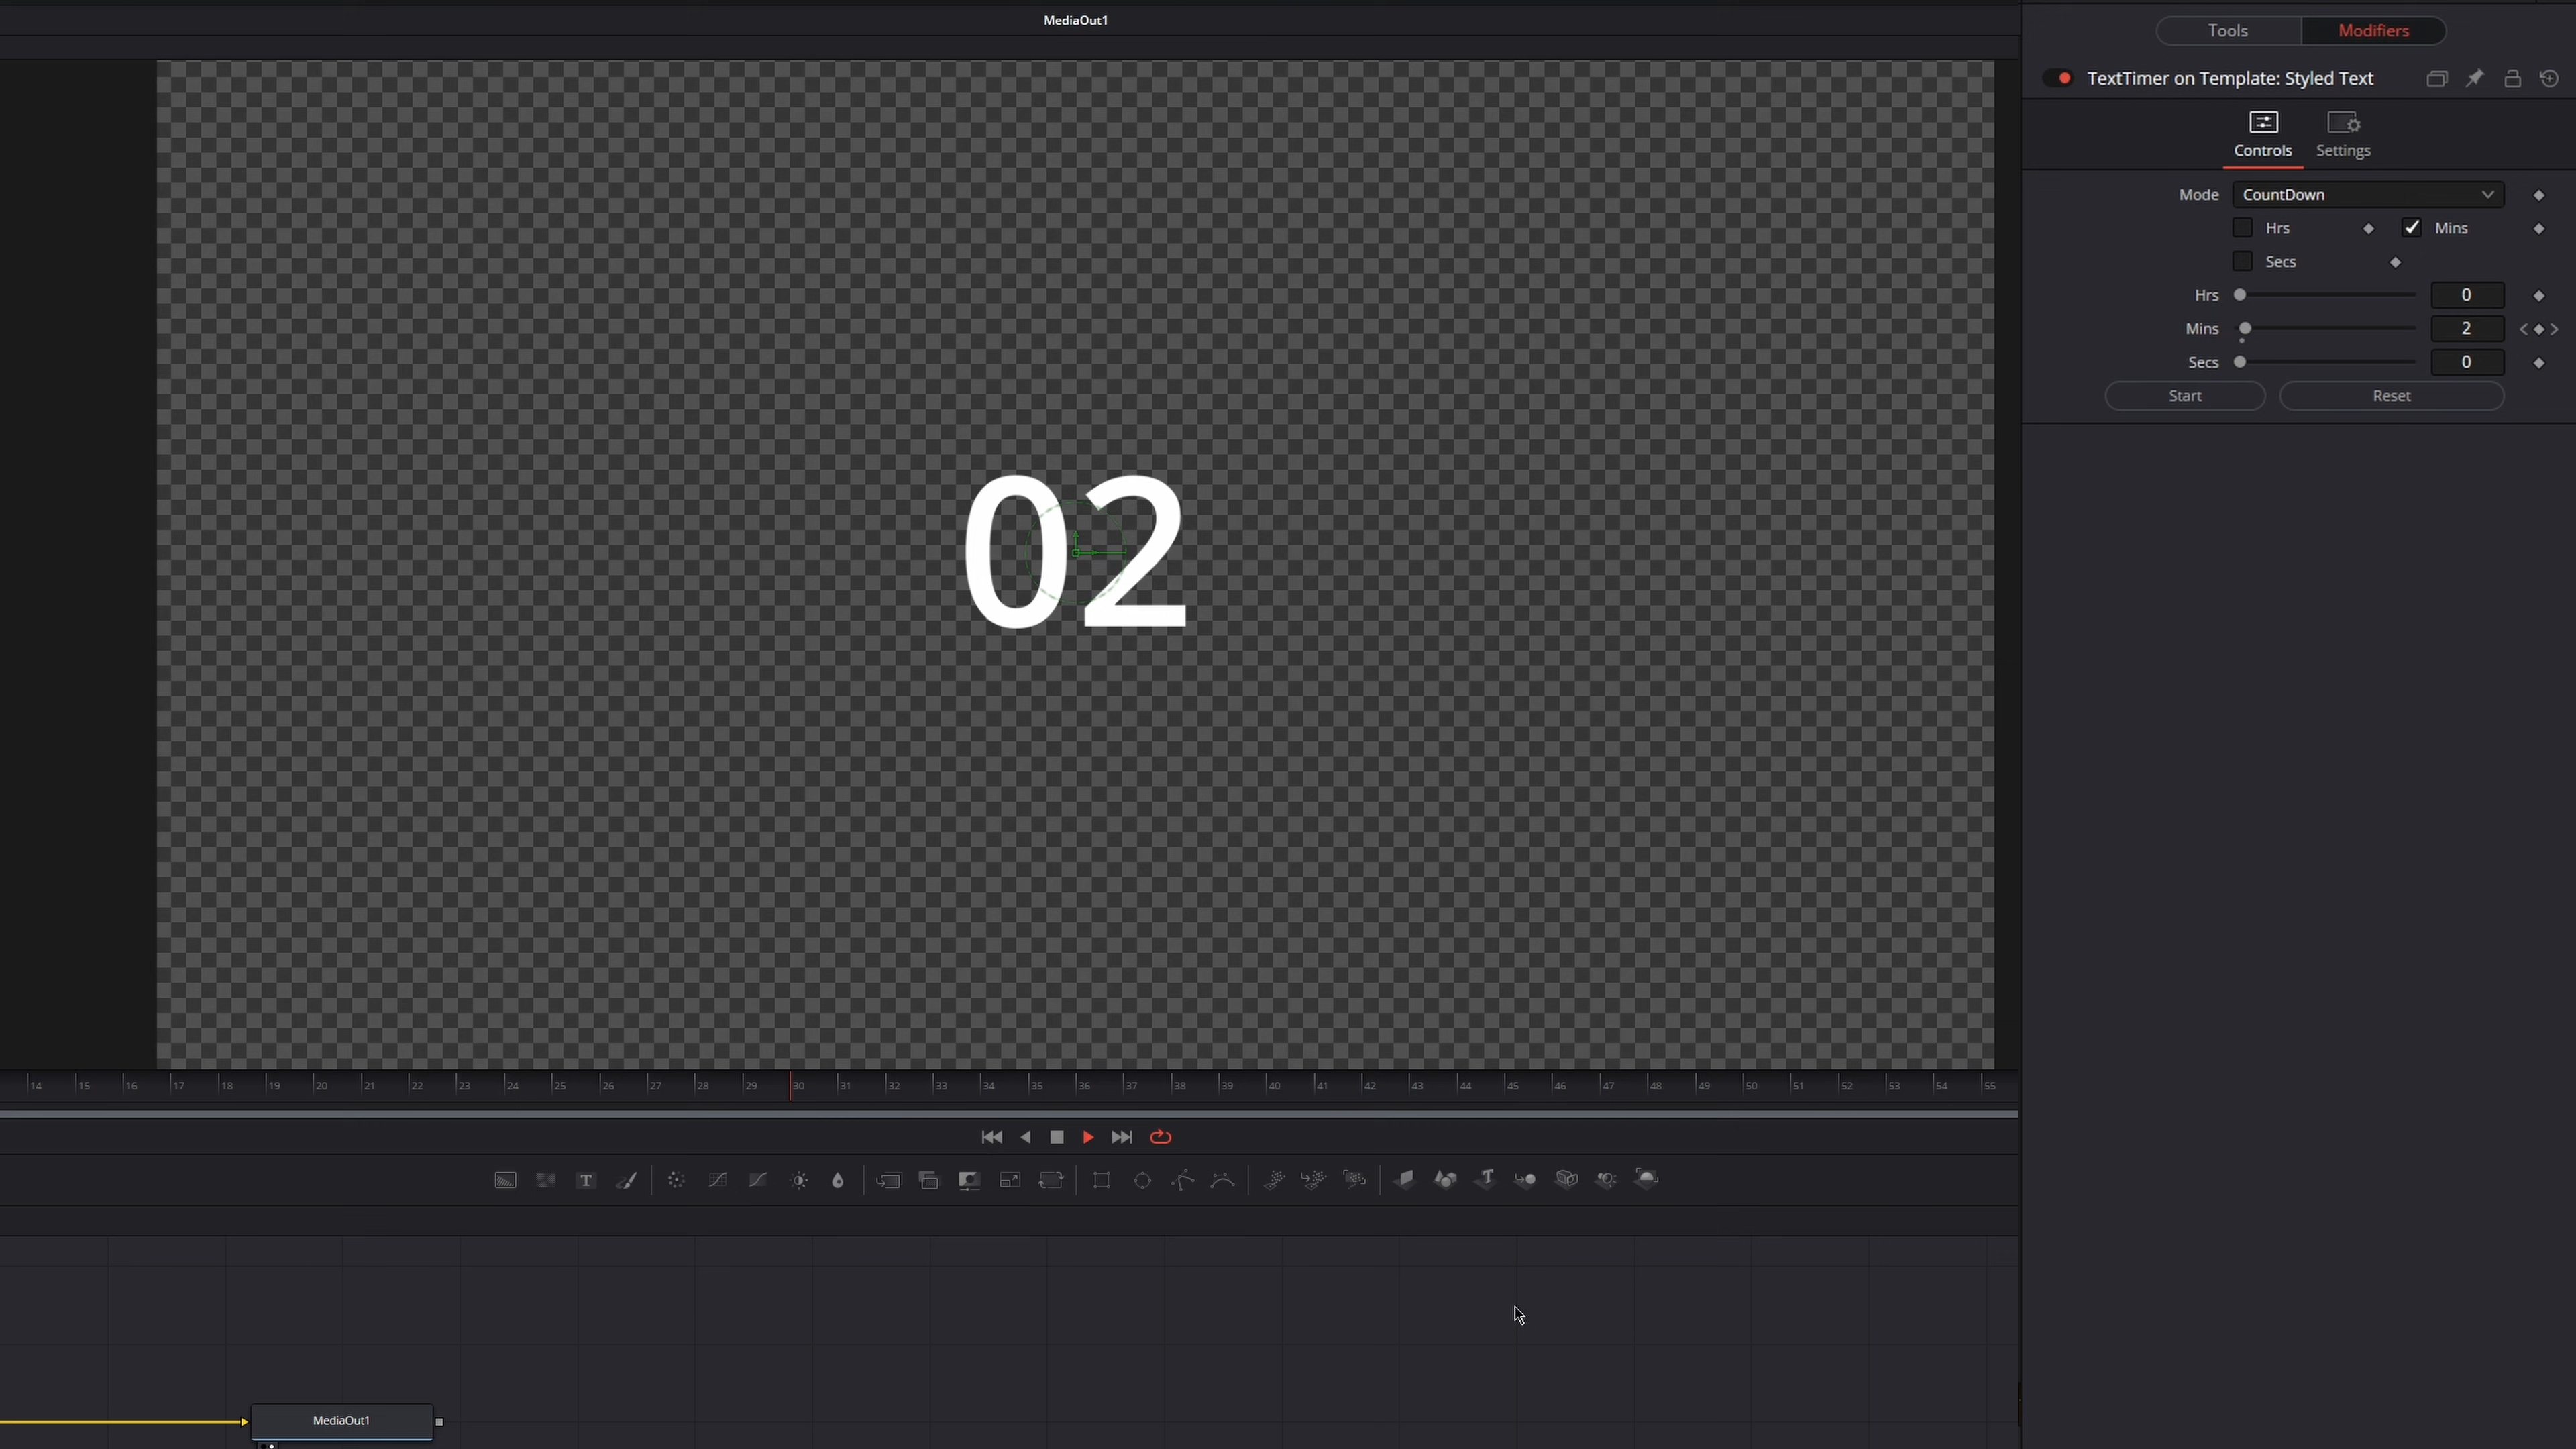 MediaOut1
Tools Modifiers
TextTimer on Template: Styled Text
Controls Settings
Mode CountDown
Hrs Mins
Secs
Hrs 0
Mins 2
Secs 0
Start Reset
02
14 15 16 17 18 19 20 21 22 23 24 25 26 27 28 29 30 31 32 33 34 35 36 37 38 39 40 41 42 43 44 45 46 47 48 49 50 51 52 53 54 55
T
T
MediaOut1